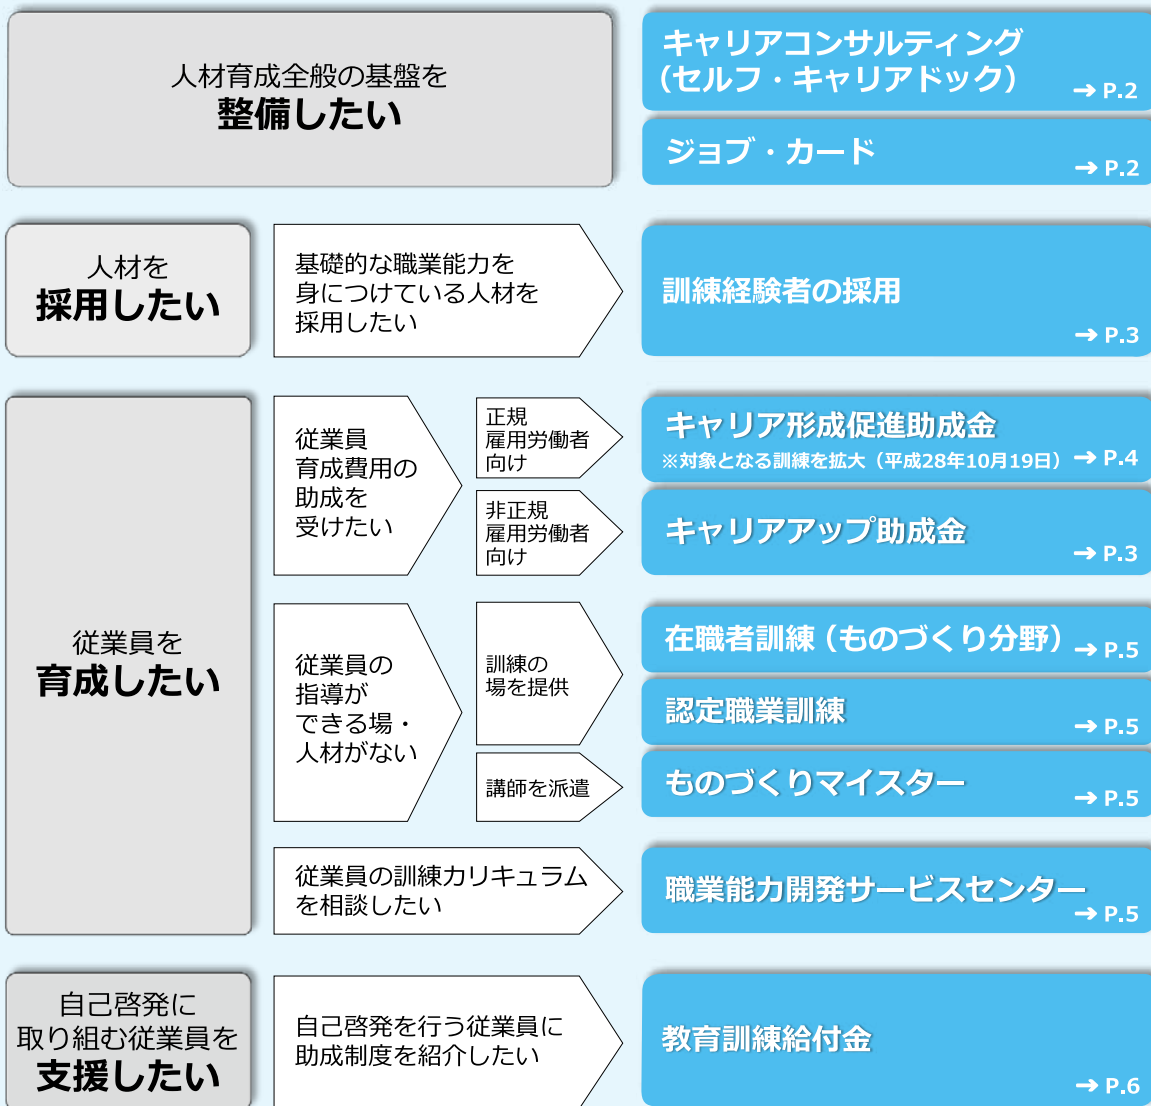 人材育成全般の基盤を
整備したい
キャリアコンサルティング
（セルフ・キャリアドック）
→ P.2
ジョブ・カード
→ P.2
人材を
採用したい
基礎的な職業能力を
身につけている人材を
採用したい
訓練経験者の採用
→ P.3
従業員を
育成したい
従業員
育成費用の
助成を
受けたい
正規
雇用労働者
向け
キャリア形成促進助成金
※対象となる訓練を拡大（平成28年10月19日）
→ P.4
非正規
雇用労働者
向け
キャリアアップ助成金
→ P.3
従業員の
指導が
できる場・
人材がない
訓練の
場を提供
在職者訓練（ものづくり分野）
→ P.5
認定職業訓練
→ P.5
講師を派遣
ものづくりマイスター
→ P.5
従業員の訓練カリキュラム
を相談したい
職業能力開発サービスセンター
→ P.5
自己啓発に
取り組む従業員を
支援したい
自己啓発を行う従業員に
助成制度を紹介したい
教育訓練給付金
→ P.6